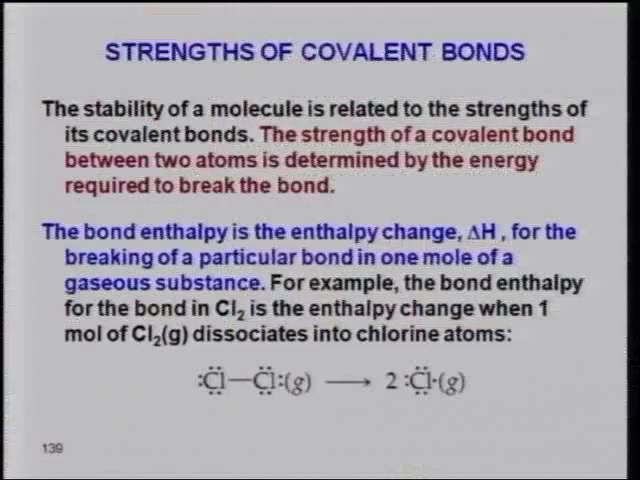 STRENGTHS OF COVALENT BONDS
The stability of a molecule is related to the strengths of
its covalent bonds. The strength of a covalent bond
between two atoms is determined by the energy
required to break the bond.
The bond enthalpy is the enthalpy change, ΔH , for the
breaking of a particular bond in one mole of a
gaseous substance. For example, the bond enthalpy
for the bond in Cl₂ is the enthalpy change when 1
mol of Cl₂(g) dissociates into chlorine atoms:
:Cl—Cl:(g) ⟶ 2 :Cl·(g)
139